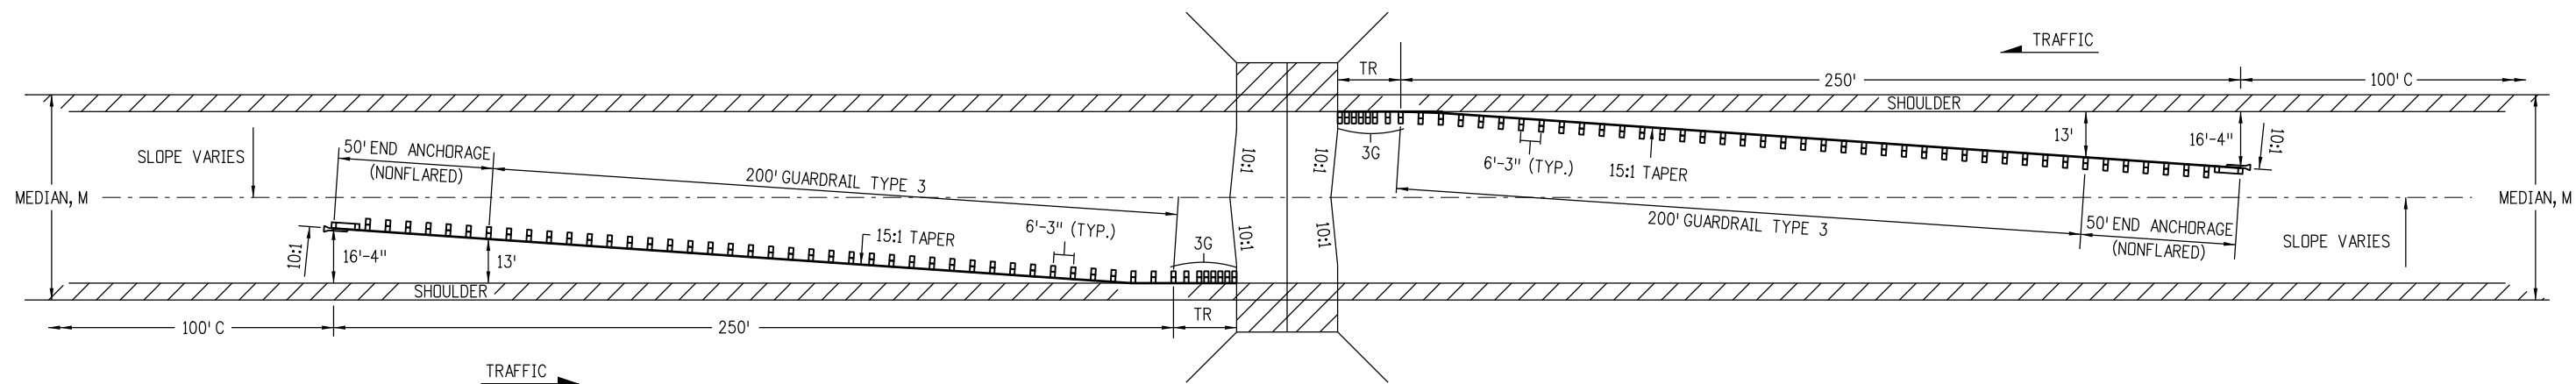 TRAFFIC
TR
250'
100' C
SHOULDER
50' END ANCHORAGE
(NONFLARED)
SLOPE VARIES
200' GUARDRAIL TYPE 3
3G
6'-3" (TYP.)
15:1 TAPER
13'
16'-4"
10:1
10:1
10:1
MEDIAN, M
MEDIAN, M
10:1
16'-4"
13'
15:1 TAPER
6'-3" (TYP.)
3G
10:1
10:1
200' GUARDRAIL TYPE 3
50' END ANCHORAGE
(NONFLARED)
SLOPE VARIES
SHOULDER
100' C
250'
TR
TRAFFIC